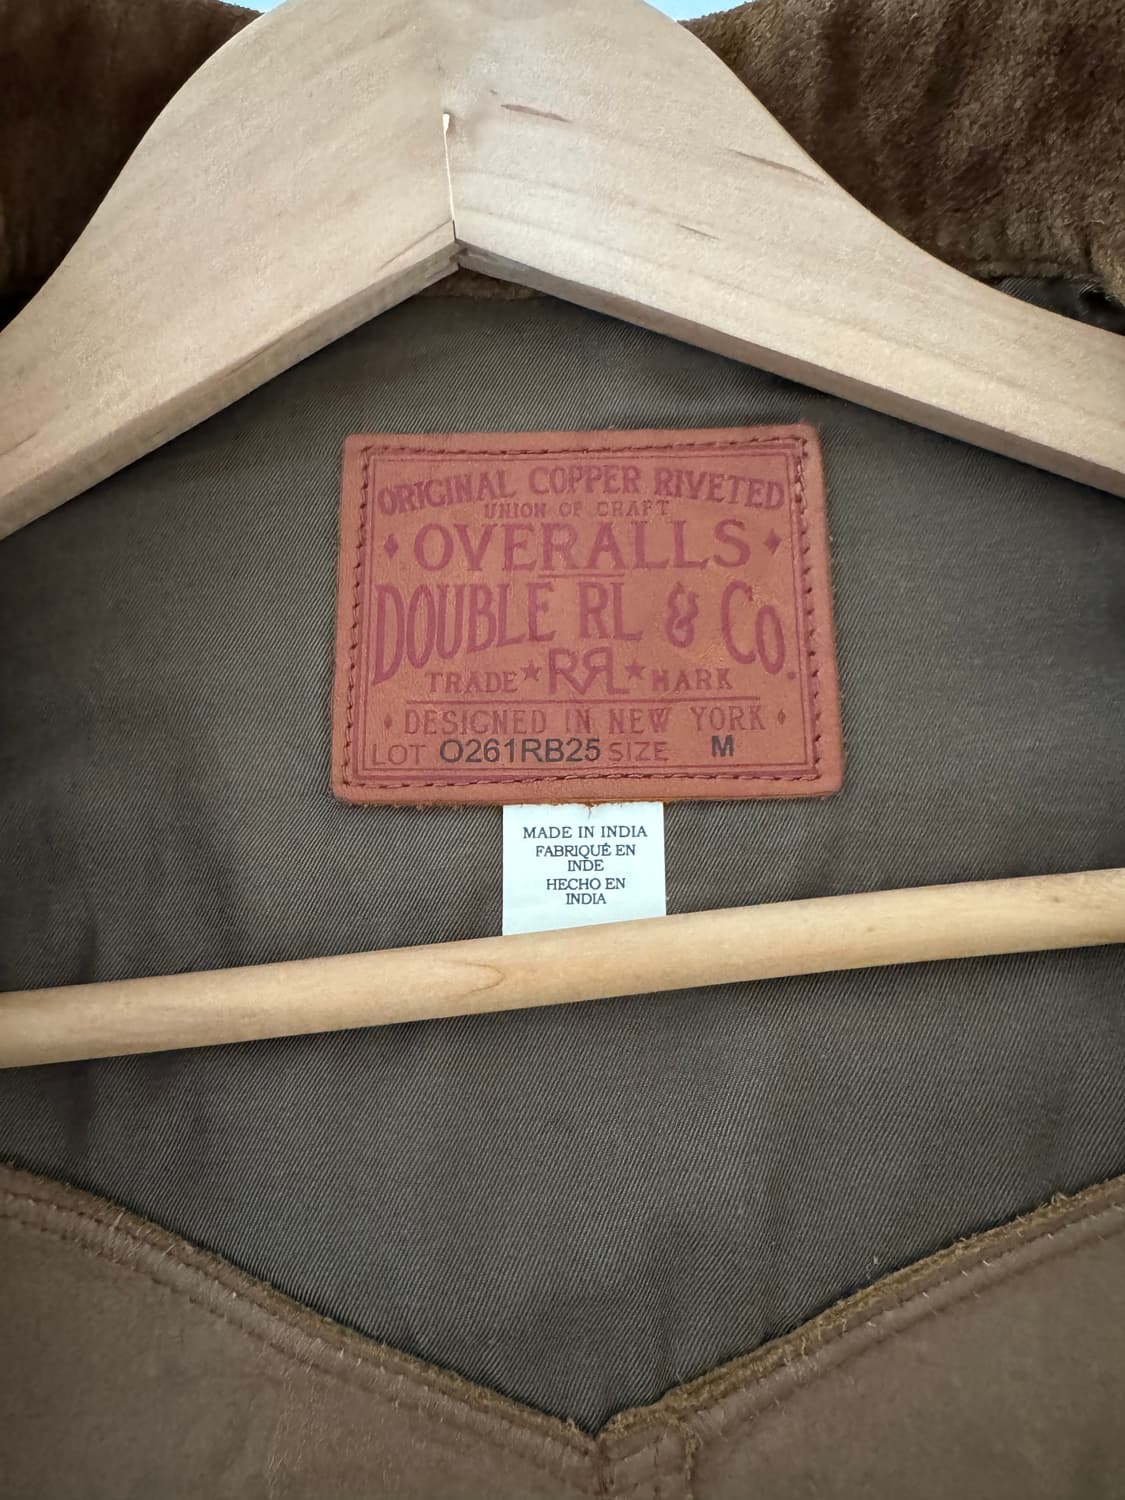 ORIGINAL COPPER RIVETED
UNION OF CRAFT
OVERALLS
DOUBLE RL & Co.
TRADE ★ RRL ★ MARK
DESIGNED IN NEW YORK
LOT O261RB25 SIZE M
MADE IN INDIA
FABRIQUÉ EN
INDE
HECHO EN
INDIA